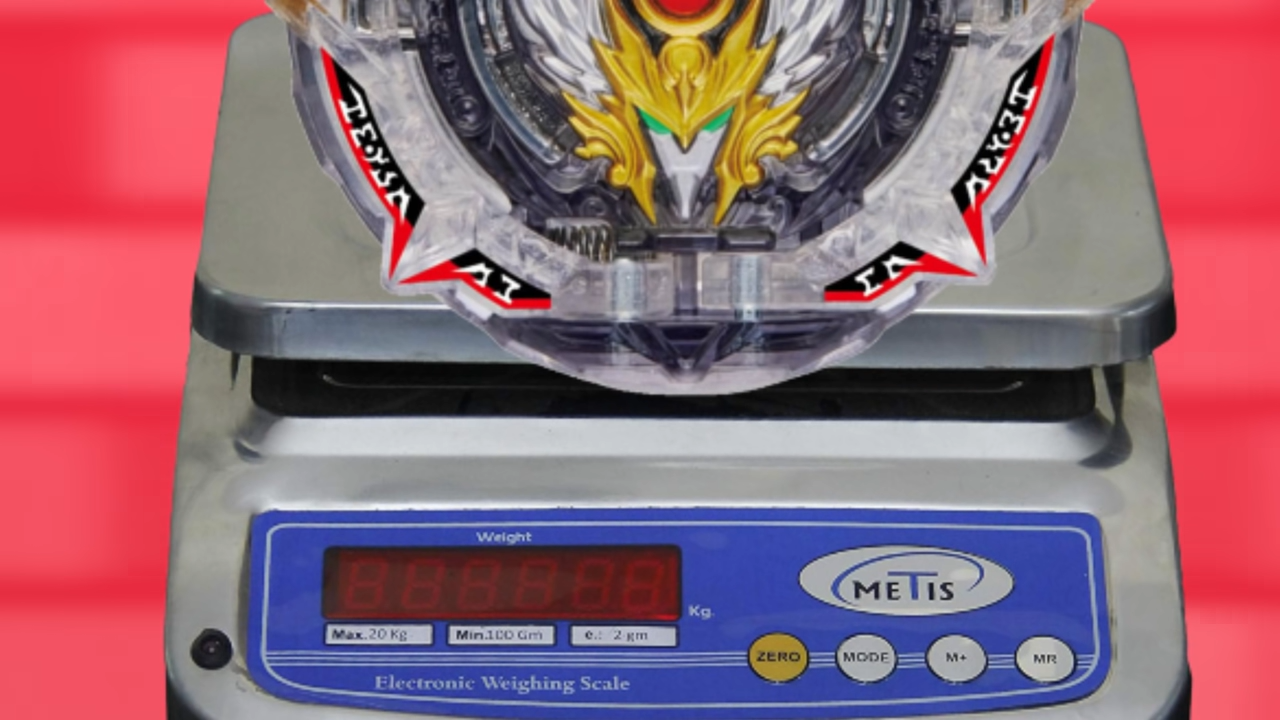 Weight
Kg.
Max.20 Kg
Min.100 Gm
e.: 2 gm
METIS
ZERO
MODE
M+
MR
Electronic Weighing Scale